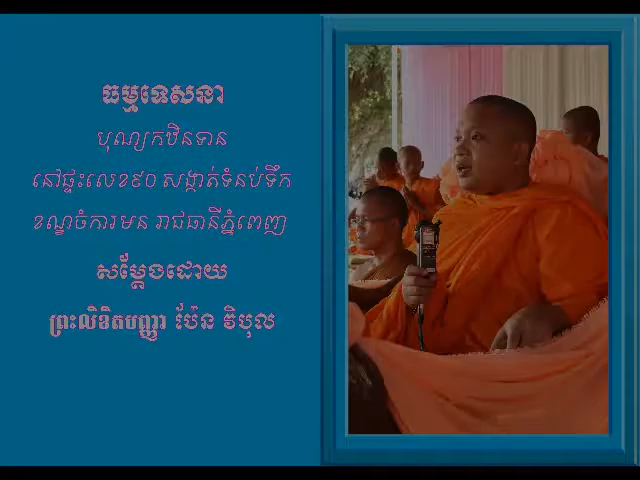 ធម្មទេសនា
បុណ្យកឋិនទាន
នៅផ្ទះលេខ៩០ សង្កាត់ទំនប់ទឹក
ខណ្ឌចំការមន រាជធានីភ្នំពេញ
សម្តែងដោយ
ព្រះលិខិតបញ្ញា ប៉ែន វិបុល